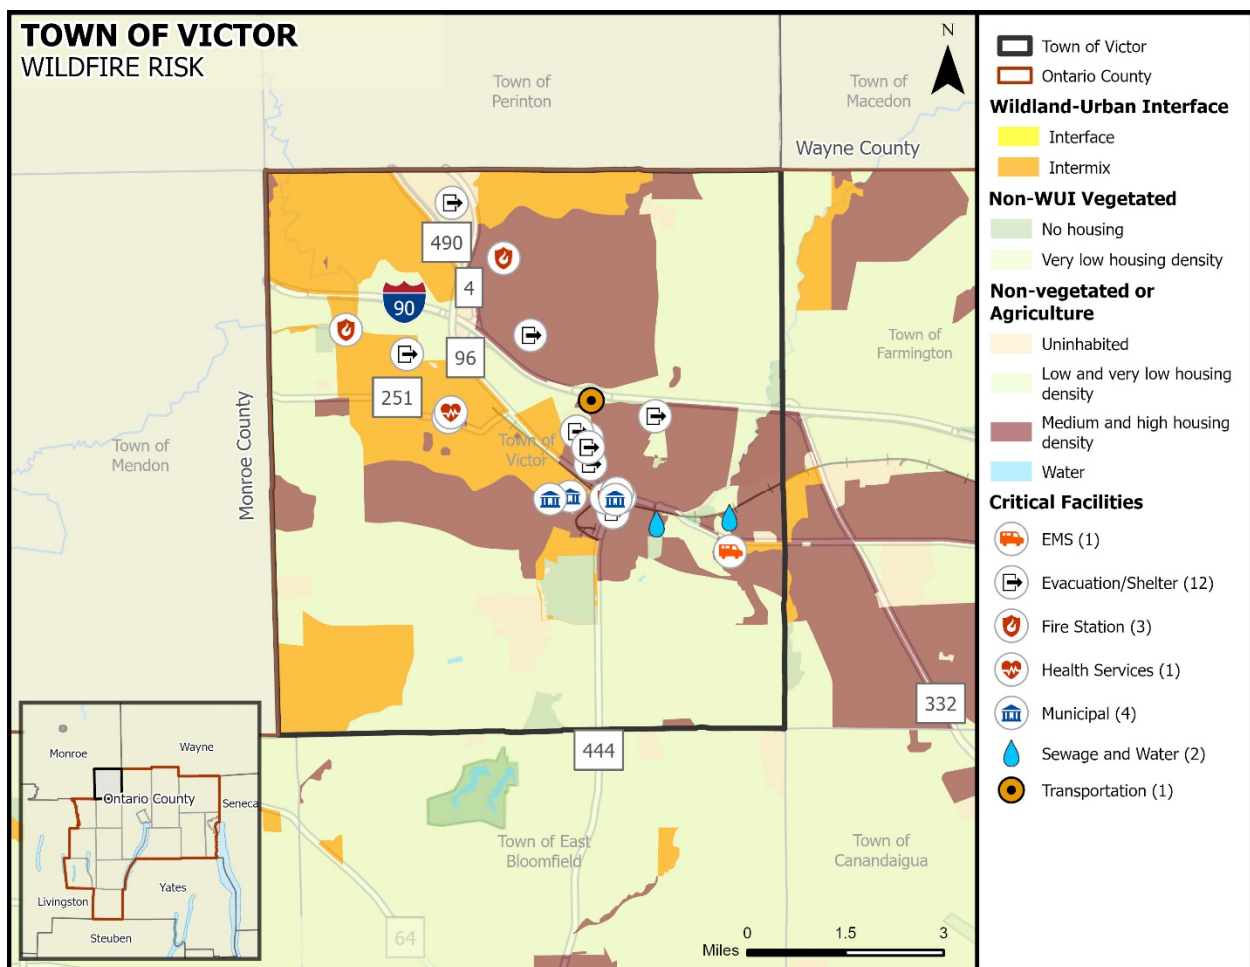 TOWN OF VICTOR
WILDFIRE RISK
N
Town of
Perinton
Town of
Macedon
Wayne County
490
4
90
96
251
Town of
Farmington
Monroe County
Town of
Mendon
Town of
Victor
332
444
Town of East
Bloomfield
Town of
Canandaigua
64
Monroe
Wayne
Ontario County
Seneca
Yates
Livingston
Steuben
0
1.5
3
Miles
Town of Victor
Ontario County
Wildland-Urban Interface
Interface
Intermix
Non-WUI Vegetated
No housing
Very low housing density
Non-vegetated or
Agriculture
Uninhabited
Low and very low housing
density
Medium and high housing
density
Water
Critical Facilities
EMS (1)
Evacuation/Shelter (12)
Fire Station (3)
Health Services (1)
Municipal (4)
Sewage and Water (2)
Transportation (1)